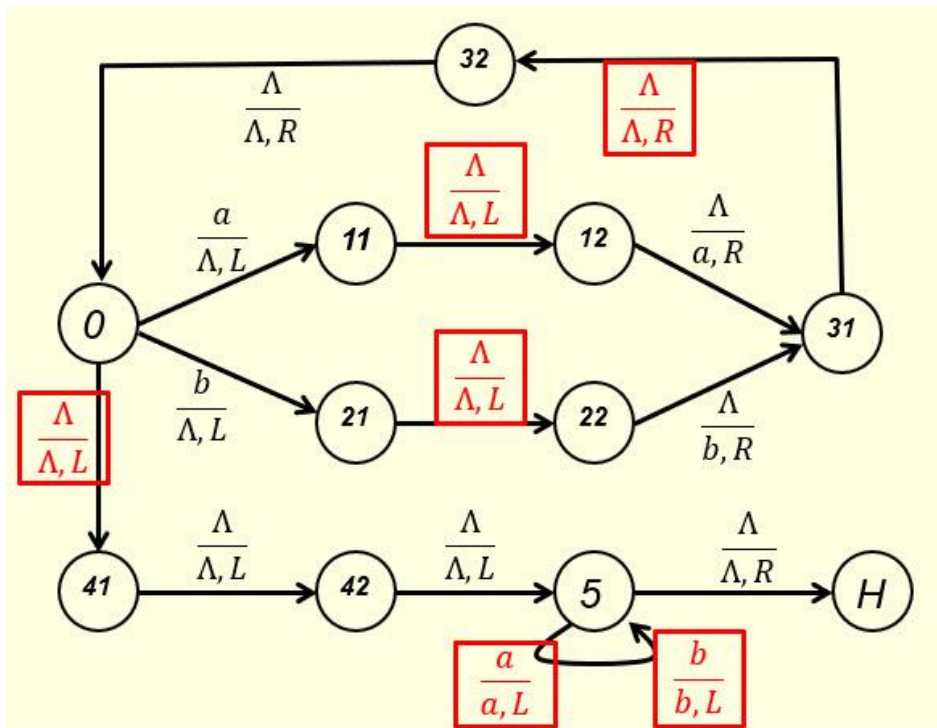 32
Λ
Λ, R
Λ
Λ, R
Λ
Λ, L
a
Λ, L
11
12
Λ
a, R
0
31
b
Λ, L
Λ
Λ, L
21
22
Λ
b, R
Λ
Λ, L
41
Λ
Λ, L
42
Λ
Λ, L
5
Λ
Λ, R
H
a
a, L
b
b, L